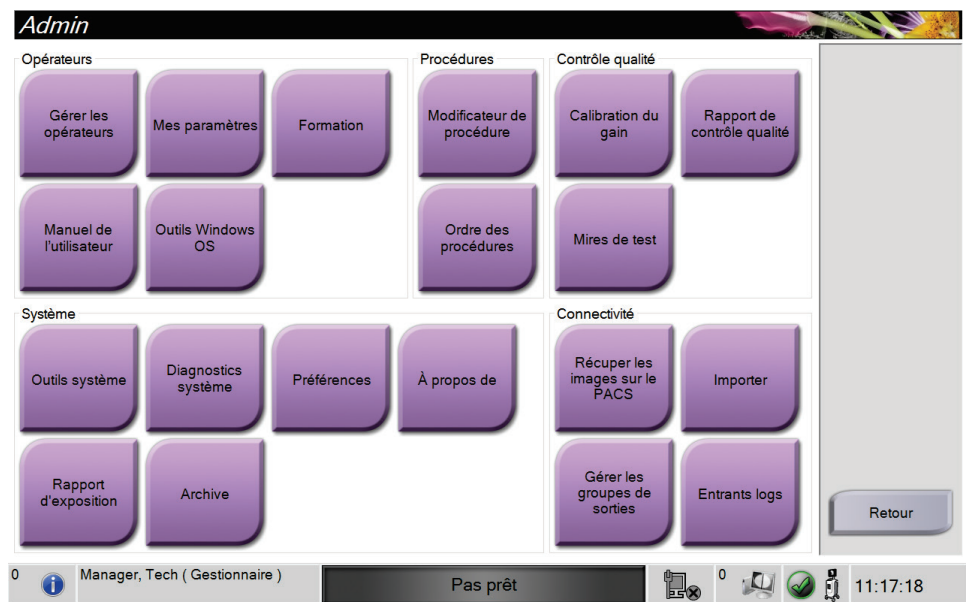 Admin
Opérateurs
Gérer les
opérateurs
Mes paramètres
Formation
Manuel de
l'utilisateur
Outils Windows
OS
Procédures
Modificateur de
procédure
Ordre des
procédures
Contrôle qualité
Calibration du
gain
Rapport de
contrôle qualité
Mires de test
Système
Outils système
Diagnostics
système
Préférences
À propos de
Rapport
d'exposition
Archive
Connectivité
Récuper les
images sur le
PACS
Importer
Gérer les
groupes de
sorties
Entrants logs
Retour
0
Manager, Tech ( Gestionnaire )
Pas prêt
0
11:17:18